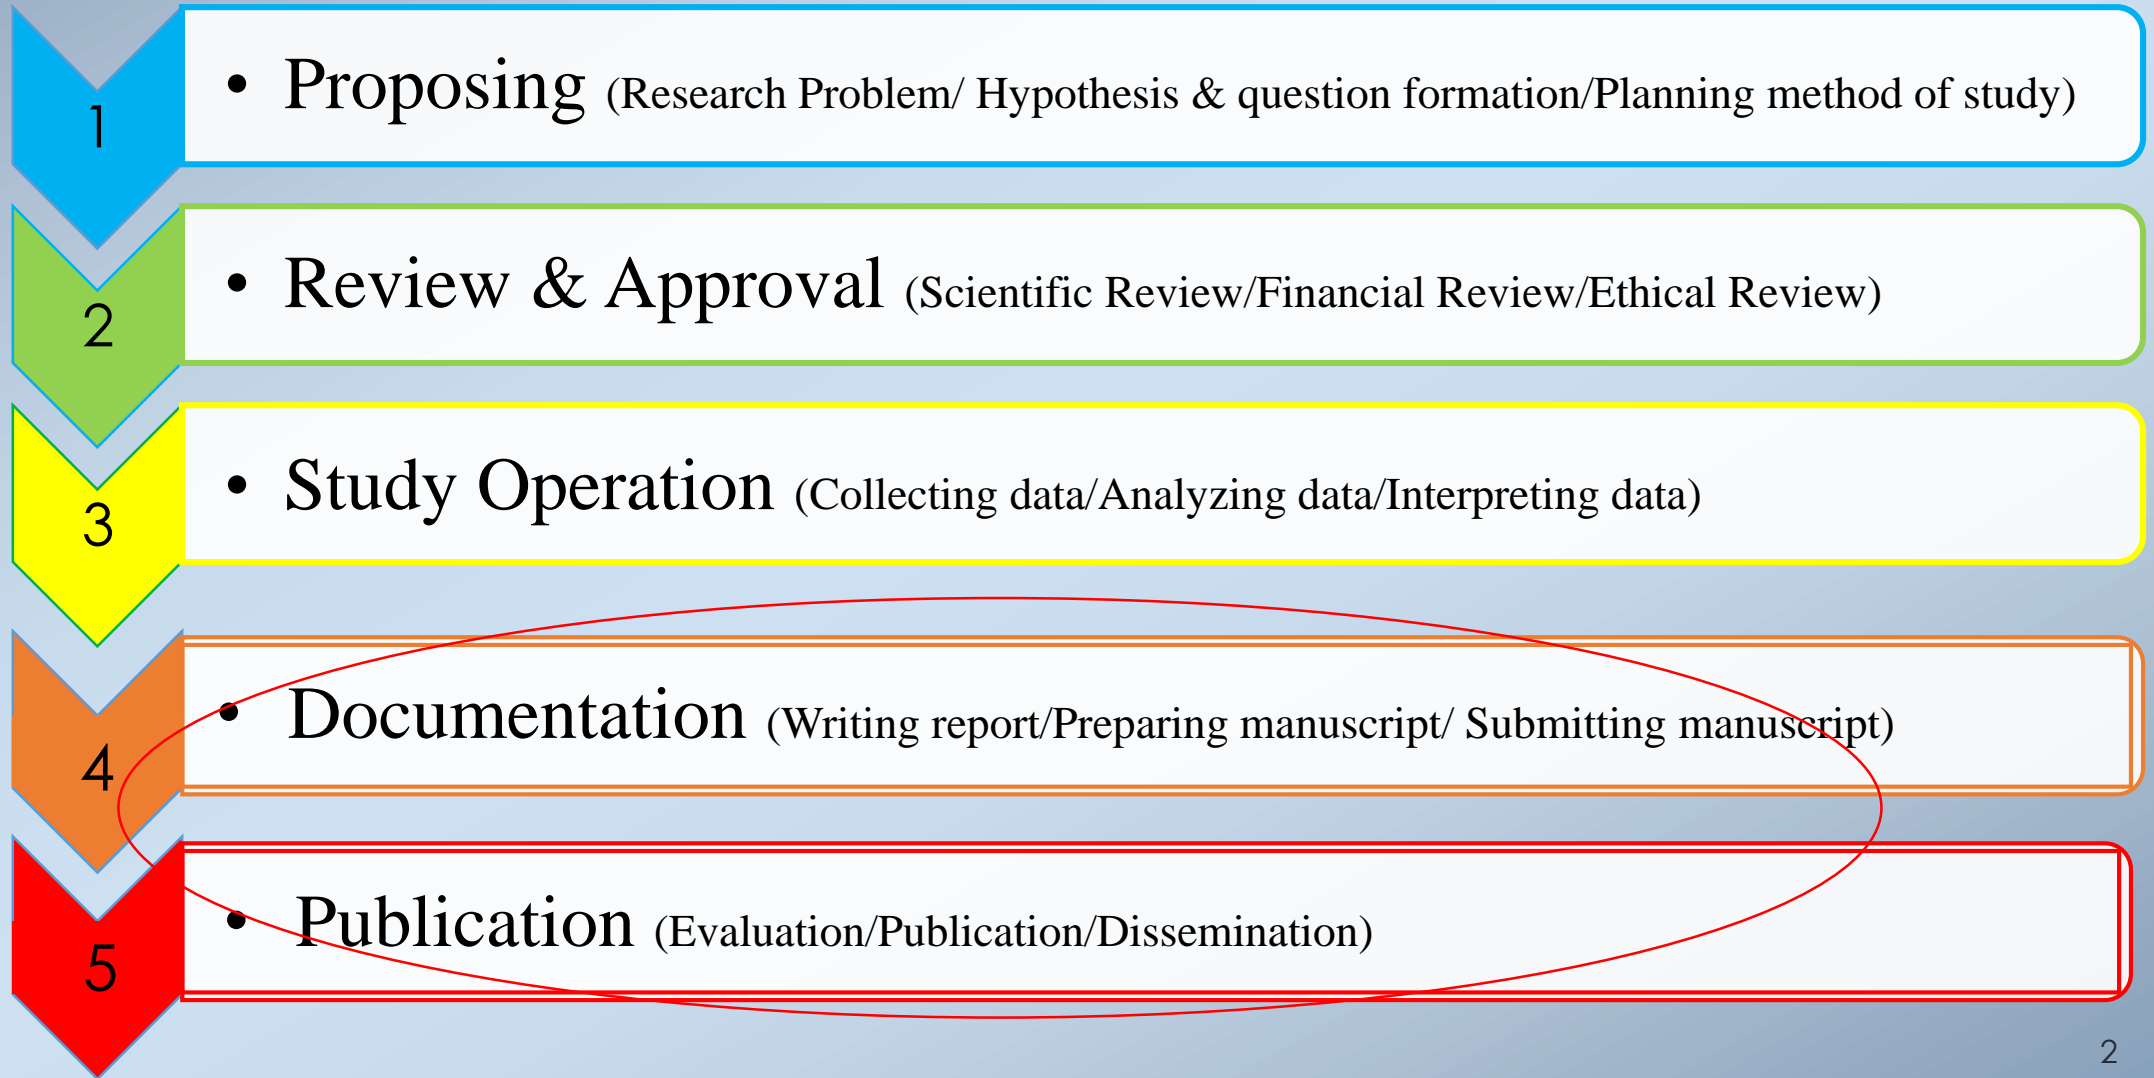 1
• Proposing (Research Problem/ Hypothesis & question formation/Planning method of study)
2
• Review & Approval (Scientific Review/Financial Review/Ethical Review)
3
• Study Operation (Collecting data/Analyzing data/Interpreting data)
4
• Documentation (Writing report/Preparing manuscript/ Submitting manuscript)
5
• Publication (Evaluation/Publication/Dissemination)
2